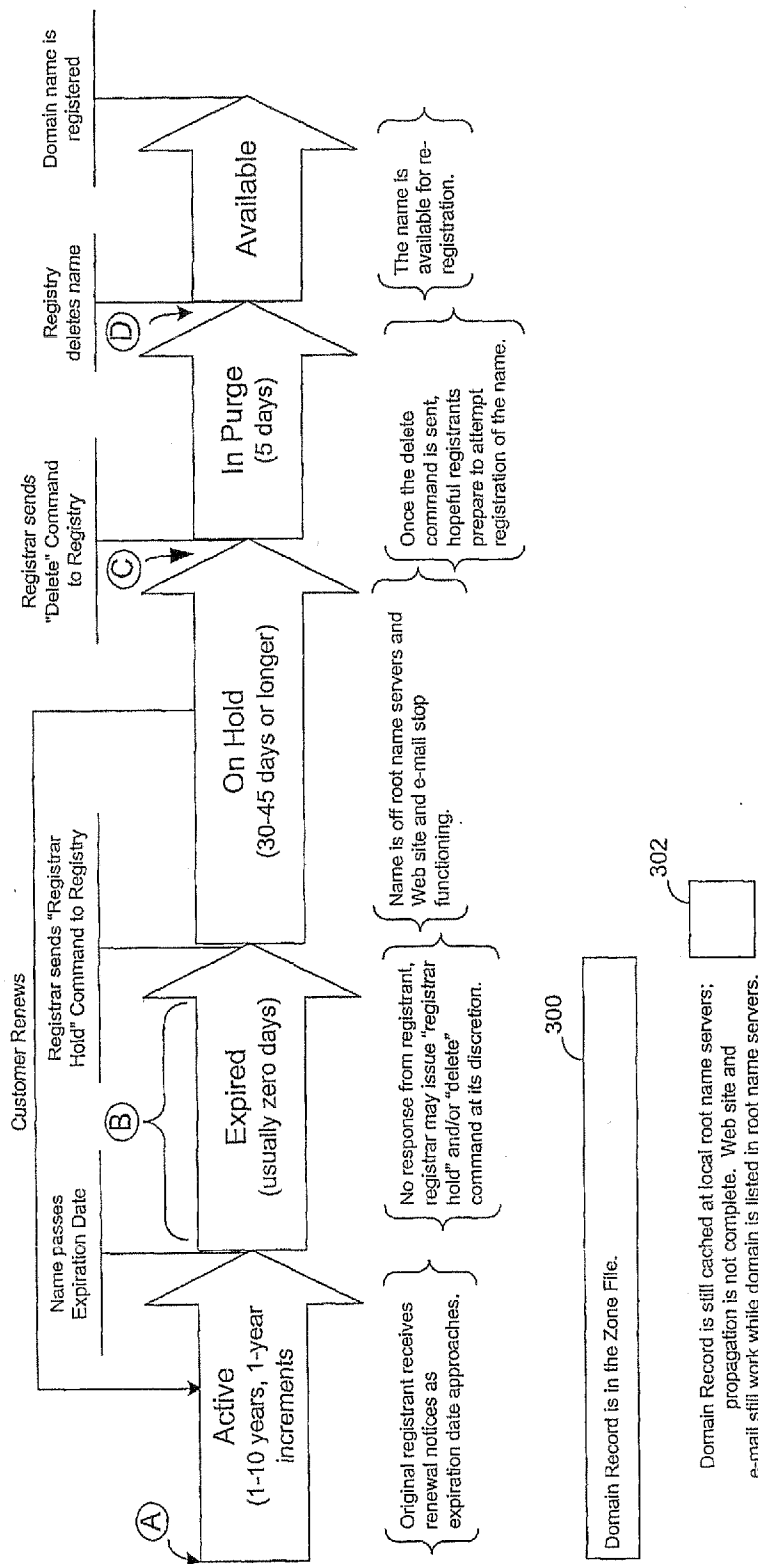 Customer Renews
Name passes
Expiration Date
Registrar sends "Registrar
Hold" Command to Registry
Registrar sends
"Delete" Command
to Registry
Registry
deletes name
Domain name is
registered
A
B
C
D
Active
(1-10 years, 1-year
increments
Expired
(usually zero days)
On Hold
(30-45 days or longer)
In Purge
(5 days)
Available
Original registrant receives
renewal notices as
expiration date approaches.
No response from registrant,
registrar may issue "registrar
hold" and/or "delete"
command at its discretion.
Name is off root name servers and
Web site and e-mail stop
functioning.
Once the delete
command is sent,
hopeful registrants
prepare to attempt
registration of the name.
The name is
available for re-
registration.
300
Domain Record is in the Zone File.
302
Domain Record is still cached at local root name servers;
propagation is not complete. Web site and
e-mail still work while domain is listed in root name servers.